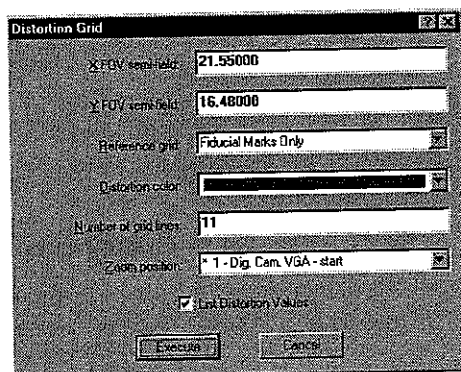 Distortion Grid
X FOV semi-field: 21.55000
Y FOV semi-field: 16.48000
Reference grid: Fiducial Marks Only
Distortion color:
Number of grid lines: 11
Zoom position: * 1 - Dig. Cam. VGA - start
List Distortion Values
Execute Cancel